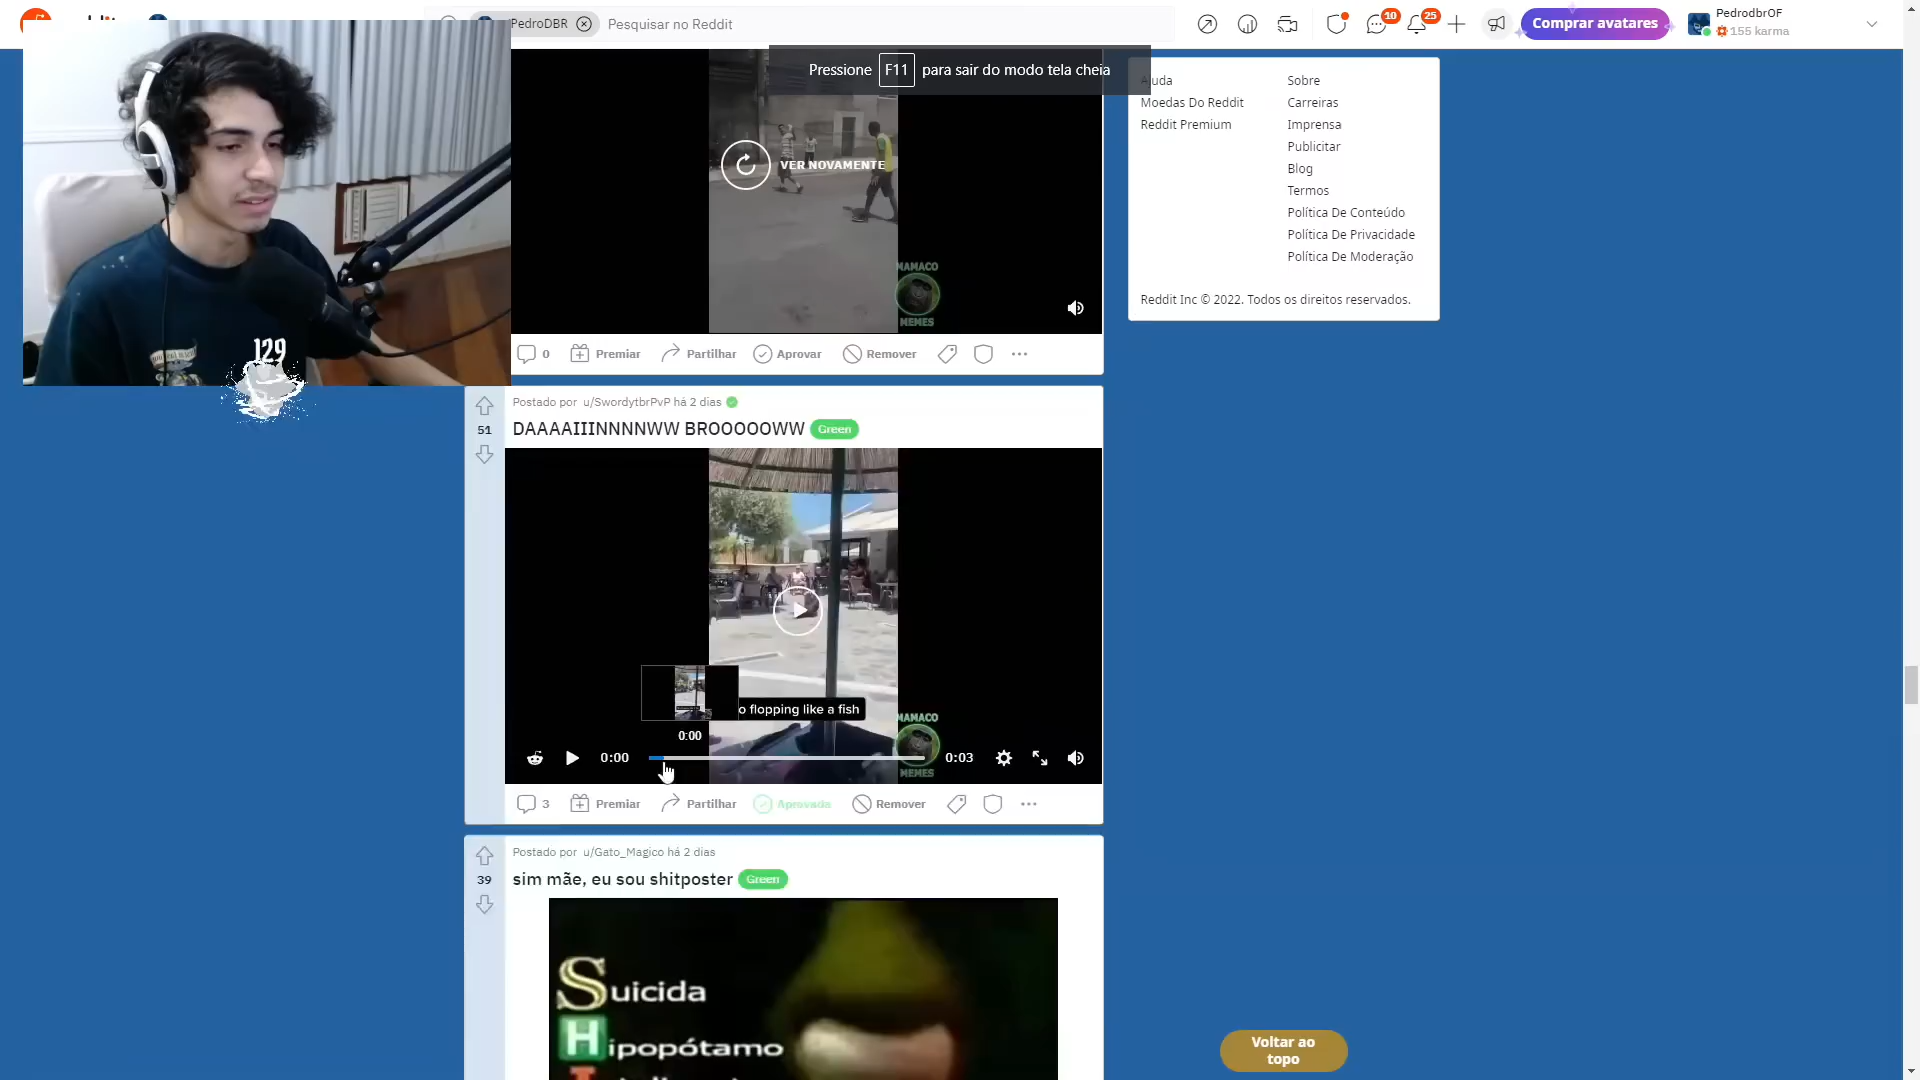 PedroDBR
Pesquisar no Reddit
10
25
Comprar avatares
PedrodbrOF
155 karma
Pressione F11 para sair do modo tela cheia
Moedas Do Reddit
Reddit Premium
Sobre
Carreiras
Imprensa
Publicitar
Blog
Termos
Política De Conteúdo
Política De Privacidade
Política De Moderação
Reddit Inc © 2022. Todos os direitos reservados.
VER NOVAMENTE
MAMACO
MEMES
129
0 Premiar Partilhar Aprovar Remover
Postado por u/SwordytbrPvP há 2 dias
51
DAAAAIIINNNNWW BROOOOOWW Green
o flopping like a fish
MAMACO
MEMES
0:00
0:00
0:03
3 Premiar Partilhar Aprovada Remover
Postado por u/Gato_Magico há 2 dias
39
sim mãe, eu sou shitposter Green
Suicida
Hipopótamo
Voltar ao
topo